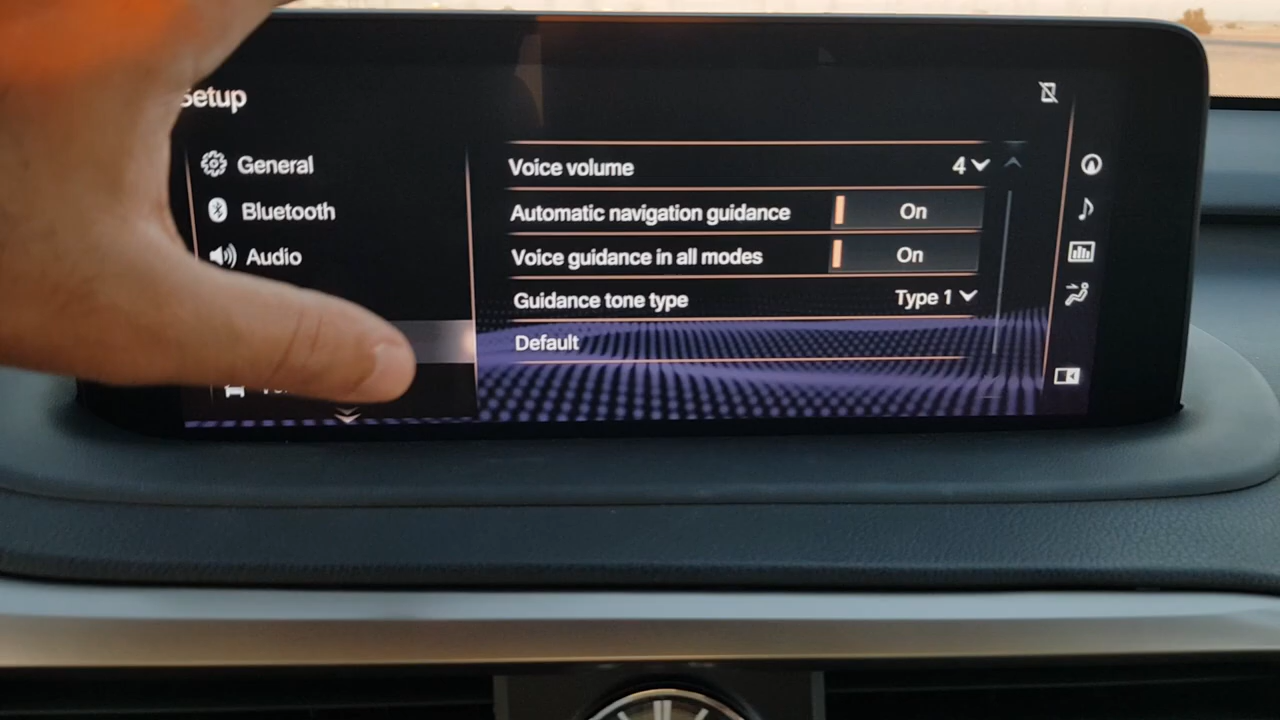 Setup
General
Bluetooth
Audio
Voice volume 4
Automatic navigation guidance On
Voice guidance in all modes On
Guidance tone type Type 1
Default